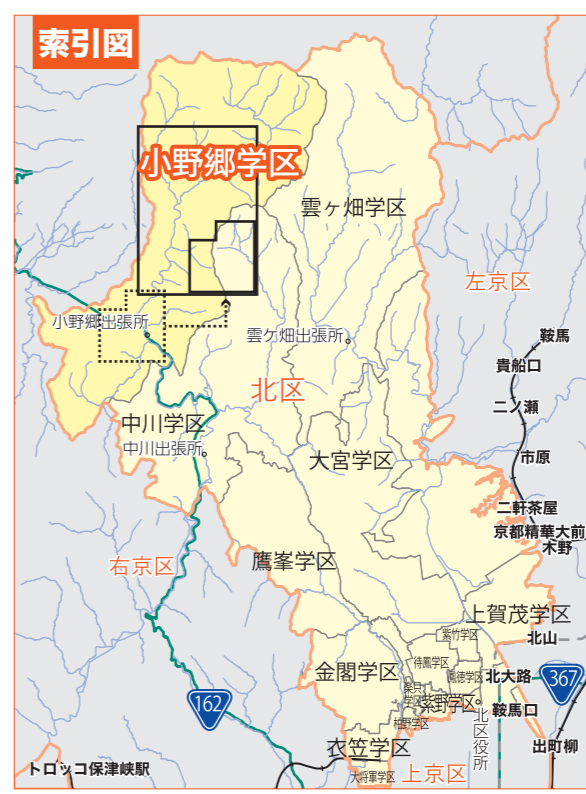 索引図
小野郷学区
雲ヶ畑学区
左京区
小野郷出張所
雲ケ畑出張所
鞍馬
貴船口
北区
二ノ瀬
中川学区
中川出張所
大宮学区
市原
二軒茶屋
京都精華大前
木野
右京区
鷹峯学区
上賀茂学区
紫竹学区
北山
待鳳学区
金閣学区
鳳徳学区
北大路
367
楽只
学区
紫野学区
162
鞍馬口
柏野学区
北区役所
衣笠学区
出町柳
トロッコ保津峡駅
大将軍学区
上京区